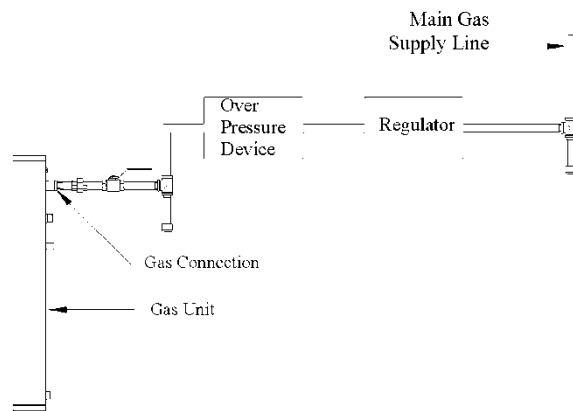 Main Gas
Supply Line
Over
Pressure
Device
Regulator
Gas Connection
Gas Unit